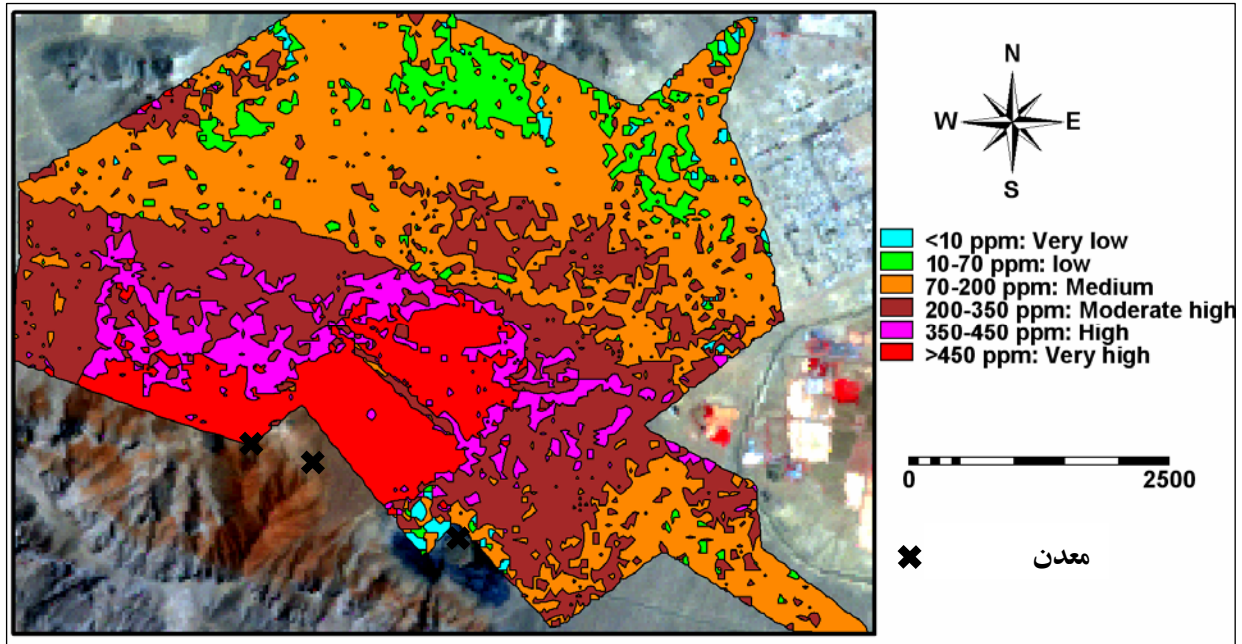 N
W E
S
<10 ppm: Very low
10-70 ppm: low
70-200 ppm: Medium
200-350 ppm: Moderate high
350-450 ppm: High
>450 ppm: Very high
0 2500
معدن